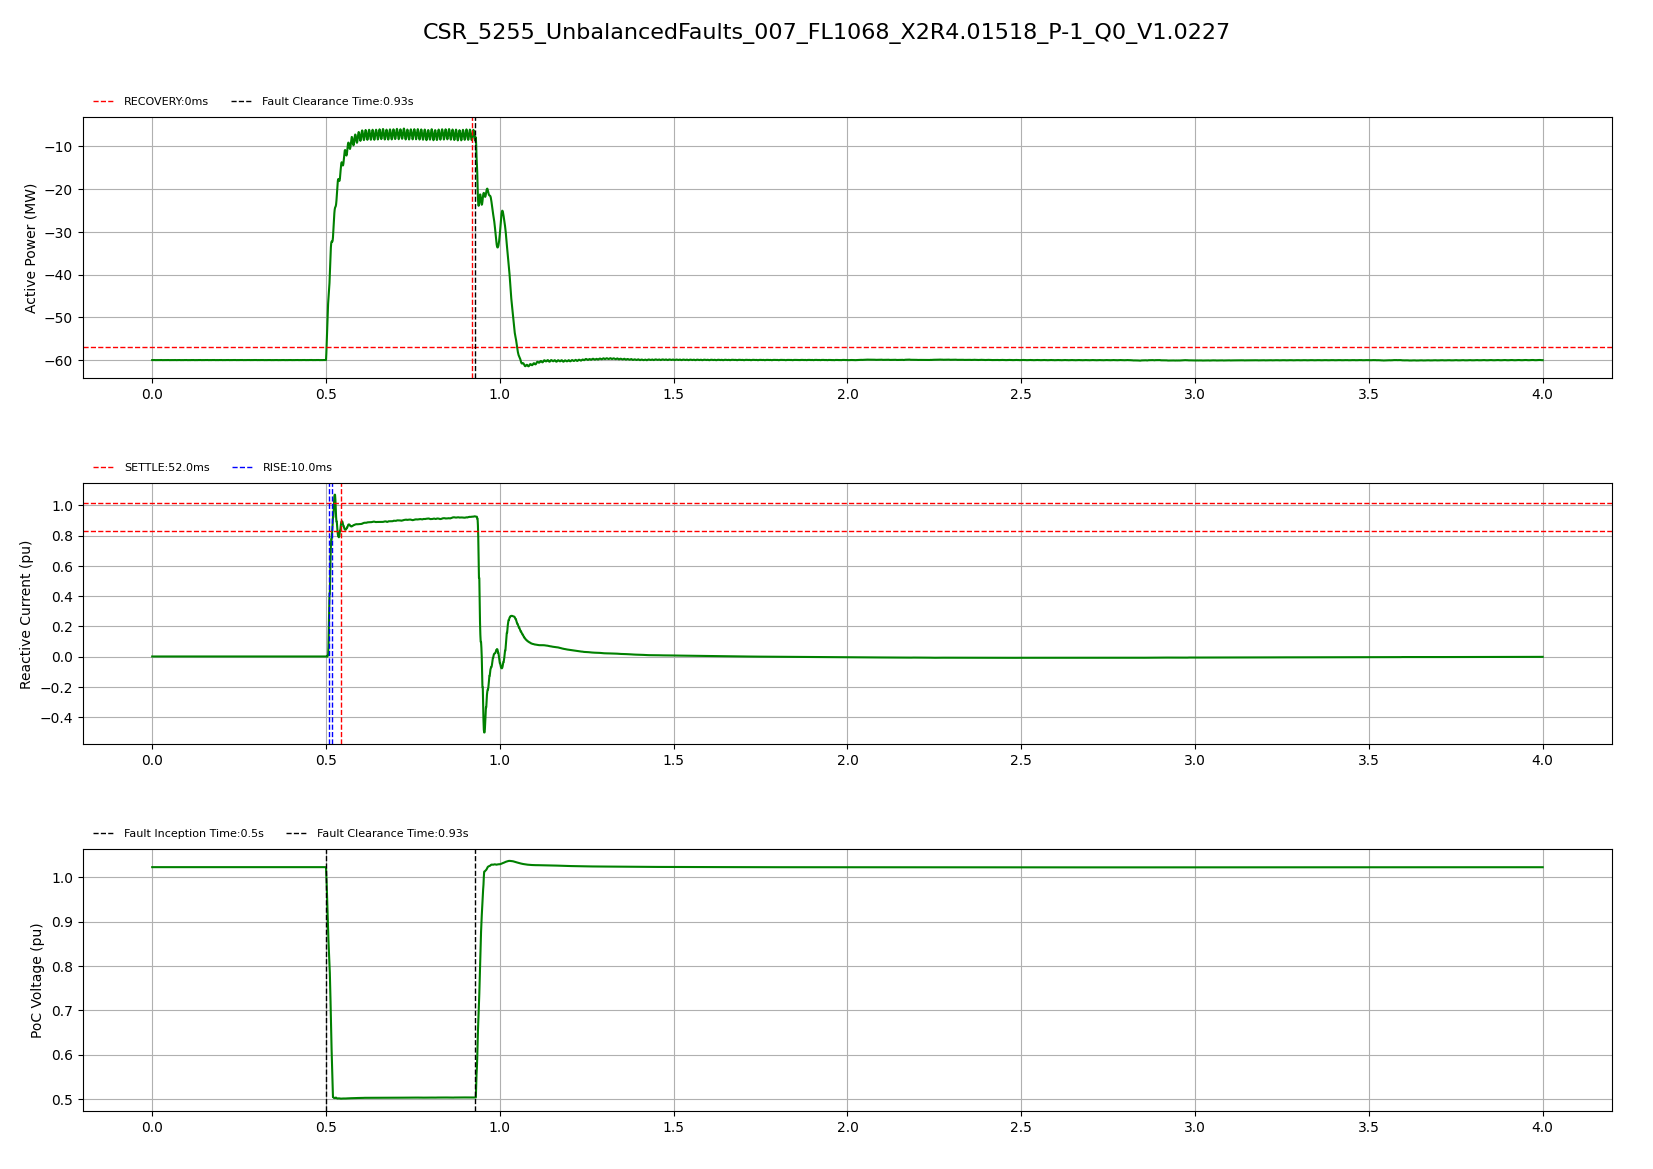 CSR_5255_UnbalancedFaults_007_FL1068_X2R4.01518_P-1_Q0_V1.0227
RECOVERY:0ms Fault Clearance Time:0.93s
Active Power (MW)
−10
−20
−30
−40
−50
−60
0.0 0.5 1.0 1.5 2.0 2.5 3.0 3.5 4.0
SETTLE:52.0ms RISE:10.0ms
Reactive Current (pu)
1.0
0.8
0.6
0.4
0.2
0.0
−0.2
−0.4
0.0 0.5 1.0 1.5 2.0 2.5 3.0 3.5 4.0
Fault Inception Time:0.5s Fault Clearance Time:0.93s
PoC Voltage (pu)
1.0
0.9
0.8
0.7
0.6
0.5
0.0 0.5 1.0 1.5 2.0 2.5 3.0 3.5 4.0